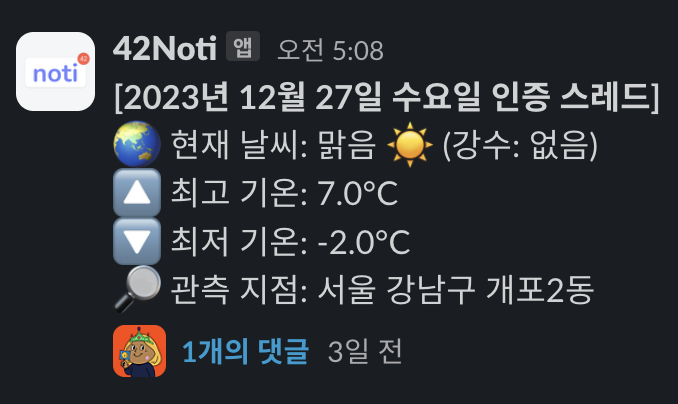 noti 42
42Noti 앱 오전 5:08
[2023년 12월 27일 수요일 인증 스레드]
현재 날씨: 맑음 (강수: 없음)
최고 기온: 7.0°C
최저 기온: -2.0°C
관측 지점: 서울 강남구 개포2동
1개의 댓글 3일 전